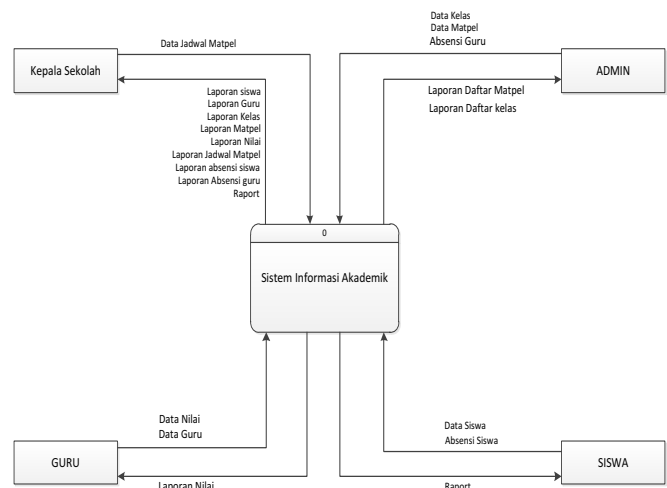 Data Jadwal Matpel
Data Kelas
Data Matpel
Absensi Guru
Kepala Sekolah
ADMIN
Laporan siswa
Laporan Guru
Laporan Kelas
Laporan Matpel
Laporan Nilai
Laporan Jadwal Matpel
Laporan absensi siswa
Laporan Absensi guru
Raport
Laporan Daftar Matpel
Laporan Daftar kelas
0
Sistem Informasi Akademik
Data Nilai
Data Guru
Data Siswa
Absensi Siswa
GURU
SISWA
Laporan Nilai
Raport